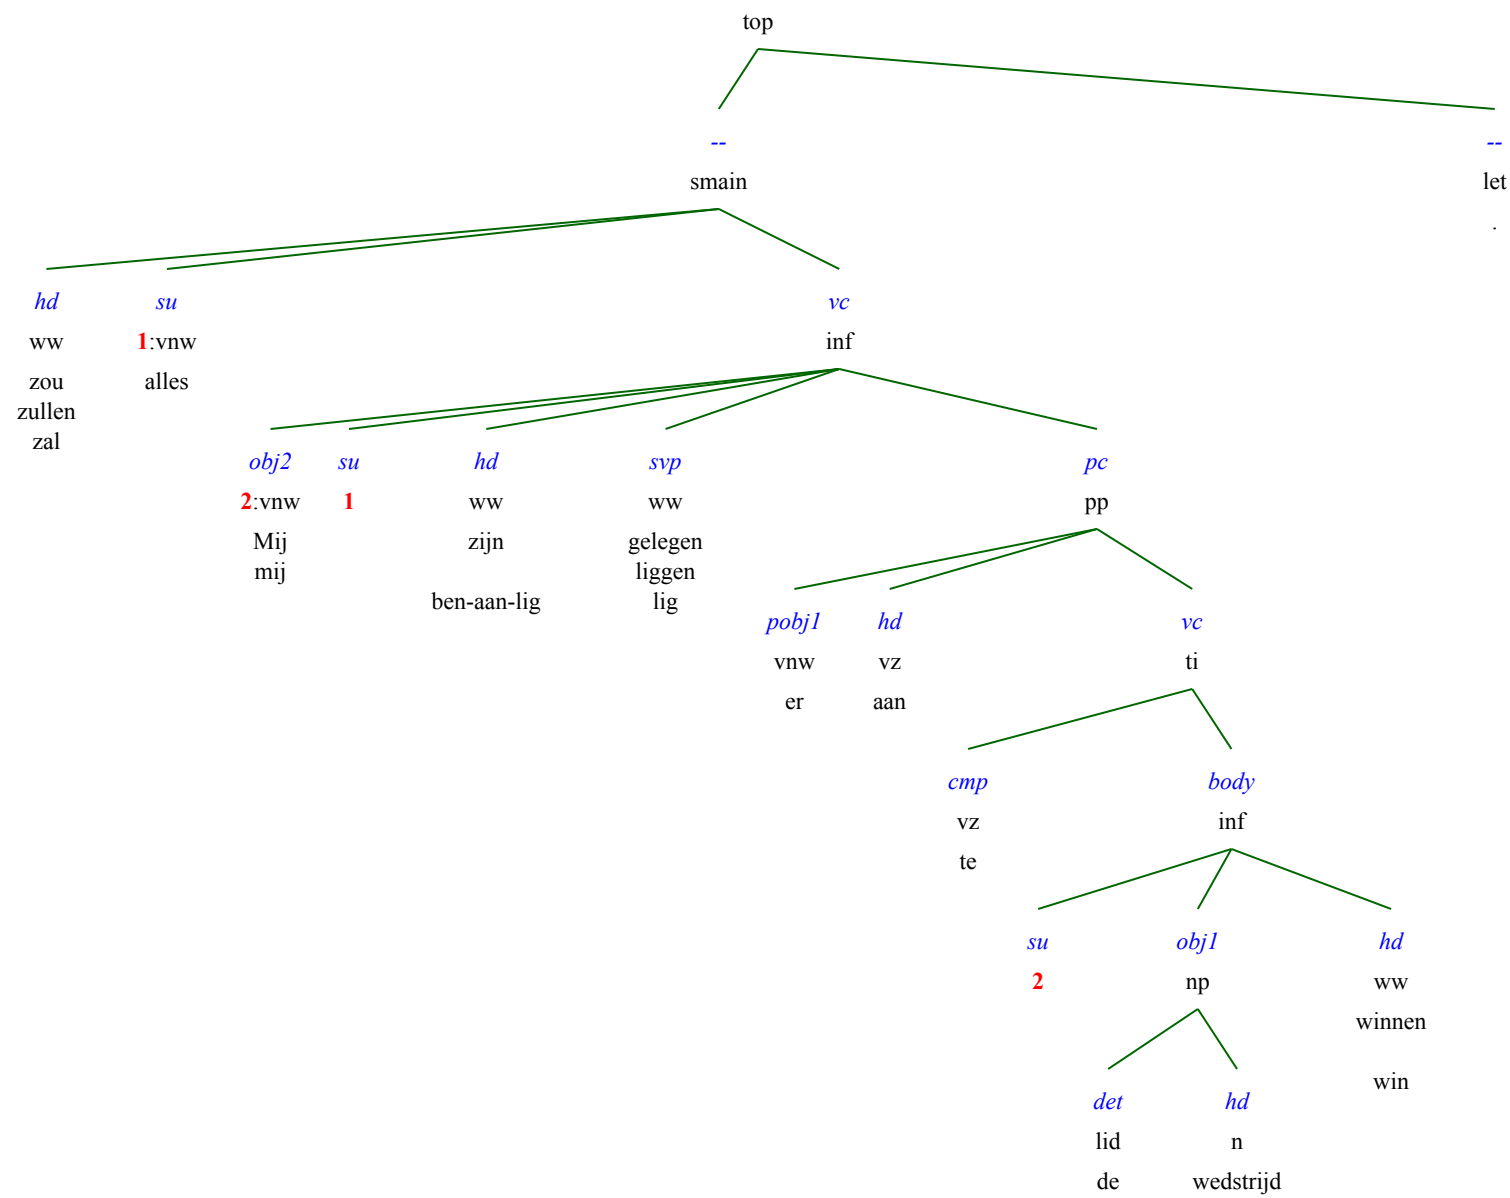 top
-- --
smain let
.
hd su vc
ww 1:vnw inf
zou alles
zullen
zal
obj2 su hd svp pc
2:vnw 1 ww ww pp
Mij zijn gelegen
mij liggen
ben-aan-lig lig
pobj1 hd vc
vnw vz ti
er aan
cmp body
vz inf
te
su obj1 hd
2 np ww
winnen
win
det hd
lid n
de wedstrijd